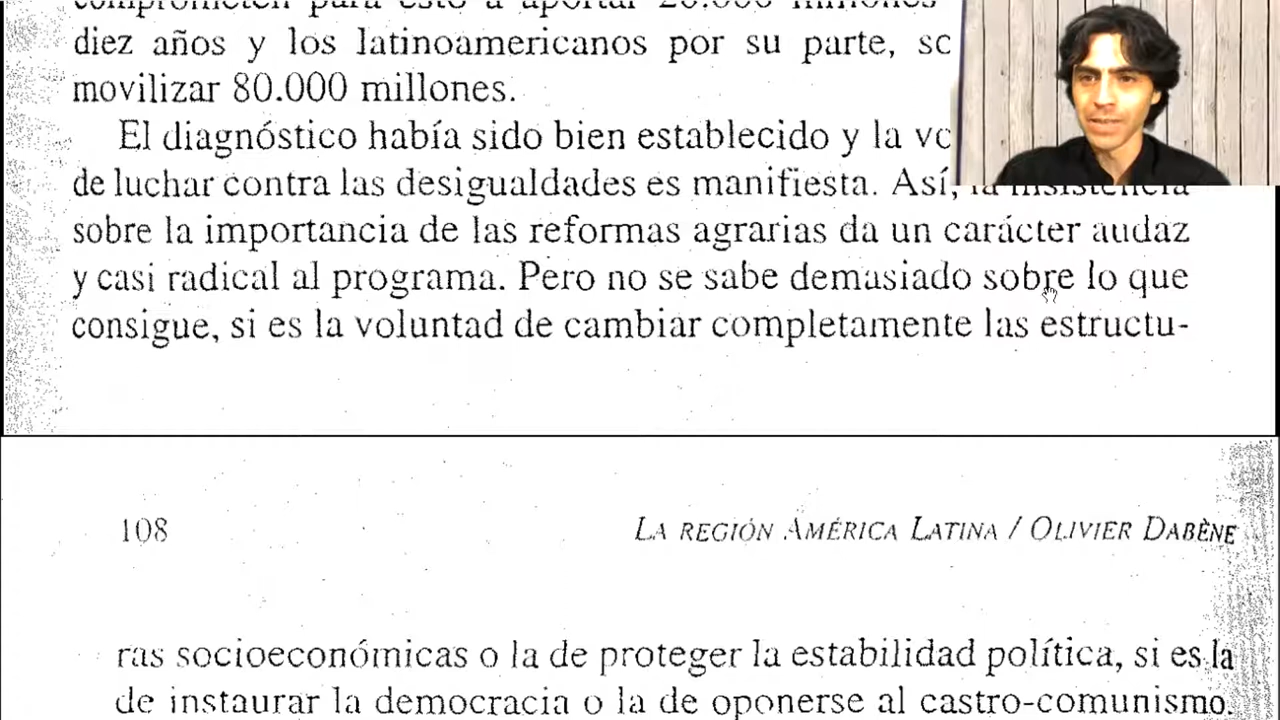 diez años y los latinoamericanos por su parte,
movilizar 80.000 millones.
El diagnóstico había sido bien establecido y la
de luchar contra las desigualdades es manifiesta. Así, la insistencia
sobre la importancia de las reformas agrarias da un carácter audaz
y casi radical al programa. Pero no se sabe demasiado sobre lo que
consigue, si es la voluntad de cambiar completamente las estructu-
108
LA REGIÓN AMÉRICA LATINA / OLIVIER DABÈNE
ras socioeconómicas o la de proteger la estabilidad política, si es la
de instaurar la democracia o la de oponerse al castro-comunismo.